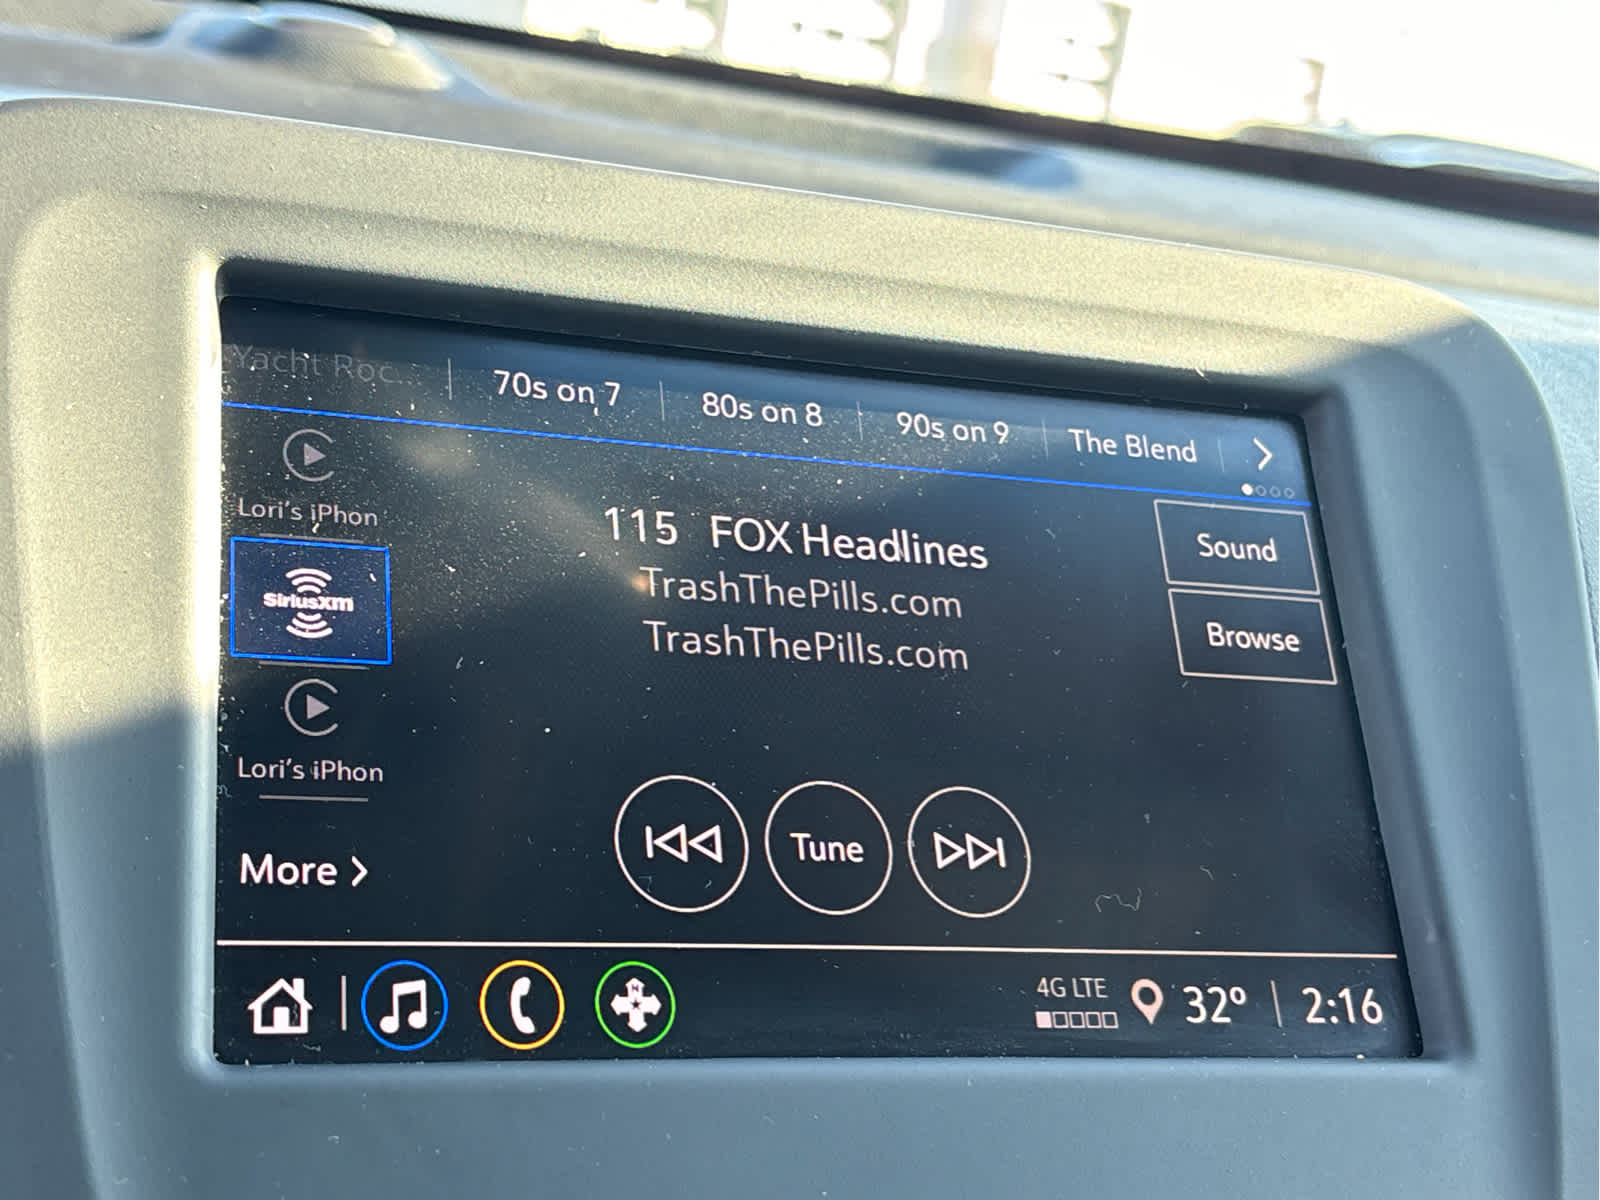 Yacht Roc...
70s on 7
80s on 8
90s on 9
The Blend
Lori's iPhon
115 FOX Headlines
TrashThePills.com
TrashThePills.com
Sound
Browse
SiriusXM
Lori's iPhon
More
Tune
N
4G LTE
32° | 2:16